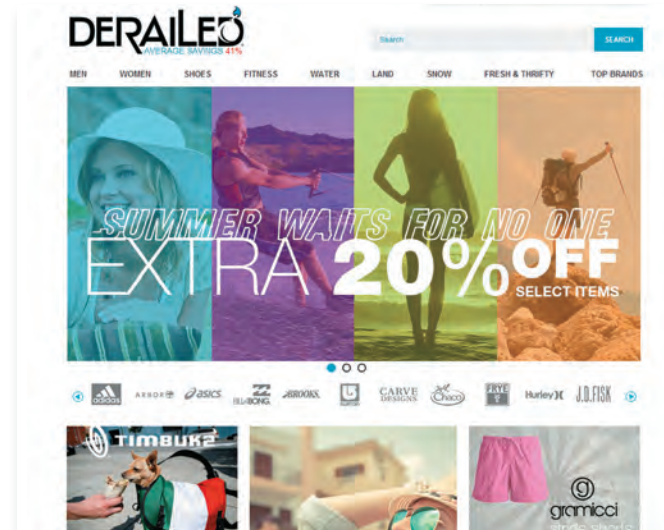 DERAILED
AVERAGE SAVINGS 41%
Search
SEARCH
MEN WOMEN SHOES FITNESS WATER LAND SNOW FRESH & THRIFTY TOP BRANDS
SUMMER WAITS FOR NO ONE
EXTRA 20% OFF
SELECT ITEMS
adidas ARBOR asics BILLABONG BROOKS BURTON CARVE DESIGNS Chaco FRYE Hurley J.D.FISK
TIMBUK2
g
gramicci